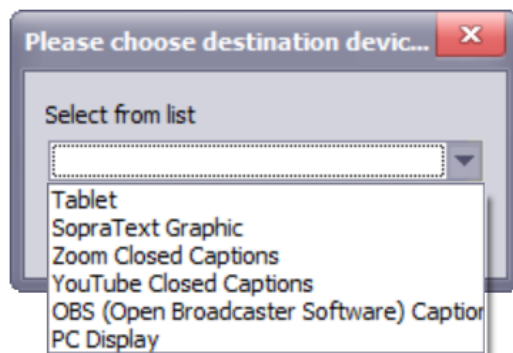 Please choose destination devic...
Select from list
Tablet
SopraText Graphic
Zoom Closed Captions
YouTube Closed Captions
OBS (Open Broadcaster Software) Caption
PC Display